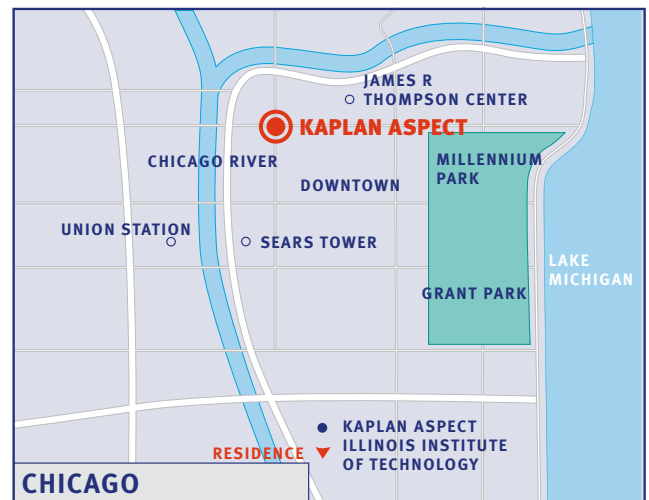 JAMES R
THOMPSON CENTER
KAPLAN ASPECT
CHICAGO RIVER
MILLENNIUM
PARK
DOWNTOWN
UNION STATION
SEARS TOWER
LAKE
MICHIGAN
GRANT PARK
KAPLAN ASPECT
ILLINOIS INSTITUTE
OF TECHNOLOGY
RESIDENCE
CHICAGO